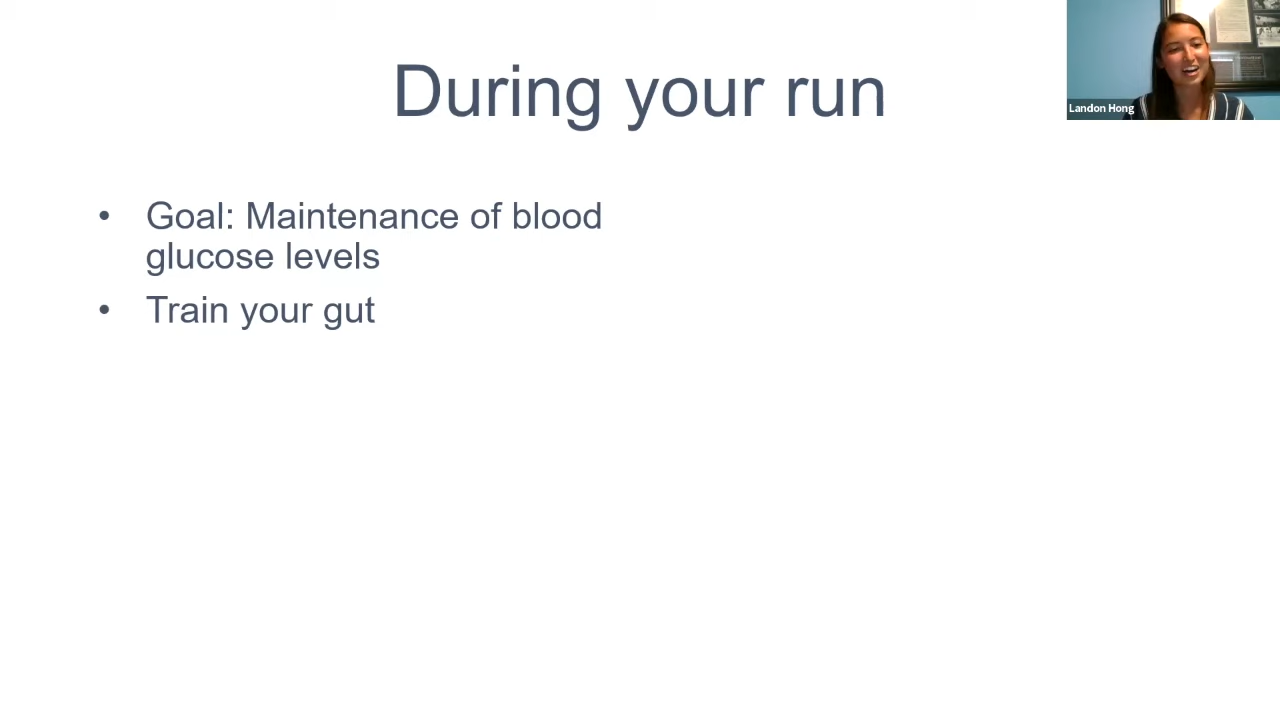 During your run
Landon Hong
• Goal: Maintenance of blood
glucose levels
• Train your gut